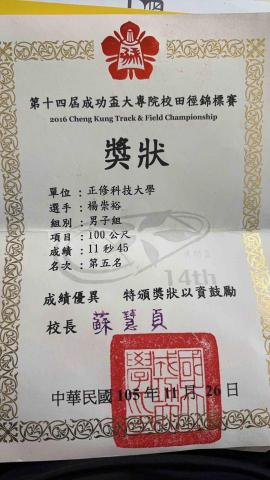 第十四屆成功盃大專院校田徑錦標賽
2016 Cheng Kung Track & Field Championship
獎狀
單位：正修科技大學
選手：楊崇裕
組別：男子組
項目：100公尺
成績：11秒45
名次：第五名
14th
成績優異 特頒獎狀以資鼓勵
校長 蘇慧貞
中華民國 105年11月26日